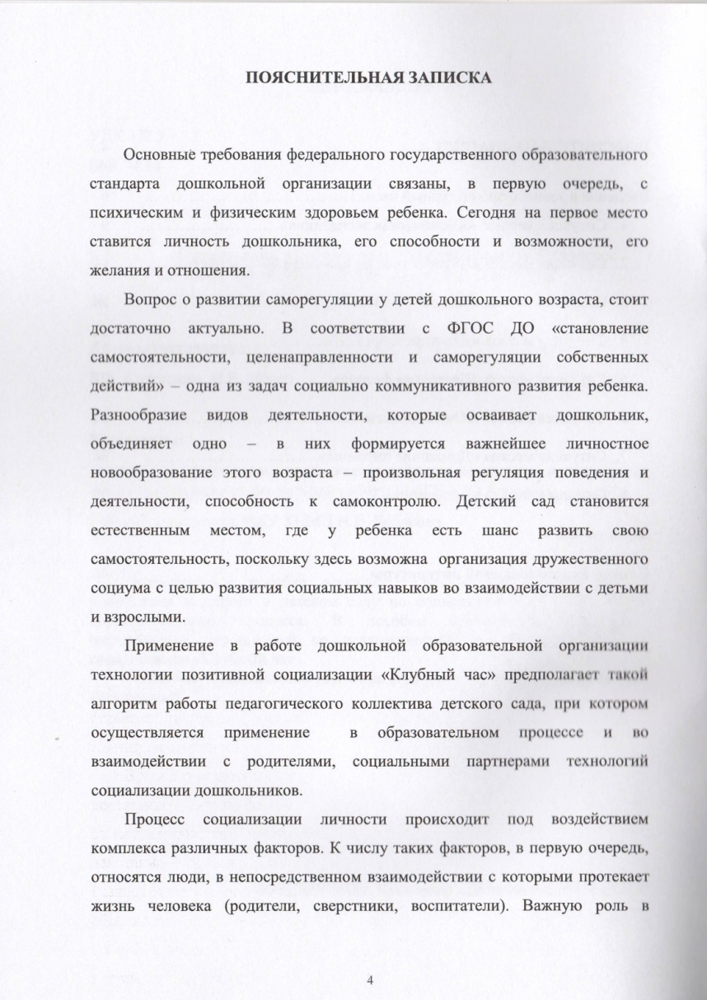 ПОЯСНИТЕЛЬНАЯ ЗАПИСКА
Основные требования федерального государственного образовательного
стандарта дошкольной организации связаны, в первую очередь, с
психическим и физическим здоровьем ребенка. Сегодня на первое место
ставится личность дошкольника, его способности и возможности, его
желания и отношения.
Вопрос о развитии саморегуляции у детей дошкольного возраста, стоит
достаточно актуально. В соответствии с ФГОС ДО «становление
самостоятельности, целенаправленности и саморегуляции собственных
действий» – одна из задач социально коммуникативного развития ребенка.
Разнообразие видов деятельности, которые осваивает дошкольник,
объединяет одно – в них формируется важнейшее личностное
новообразование этого возраста – произвольная регуляция поведения и
деятельности, способность к самоконтролю. Детский сад становится
естественным местом, где у ребенка есть шанс развить свою
самостоятельность, поскольку здесь возможна организация дружественного
социума с целью развития социальных навыков во взаимодействии с детьми
и взрослыми.
Применение в работе дошкольной образовательной организации
технологии позитивной социализации «Клубный час» предполагает такой
алгоритм работы педагогического коллектива детского сада, при котором
осуществляется применение в образовательном процессе и во
взаимодействии с родителями, социальными партнерами технологий
социализации дошкольников.
Процесс социализации личности происходит под воздействием
комплекса различных факторов. К числу таких факторов, в первую очередь,
относятся люди, в непосредственном взаимодействии с которыми протекает
жизнь человека (родители, сверстники, воспитатели). Важную роль в
4